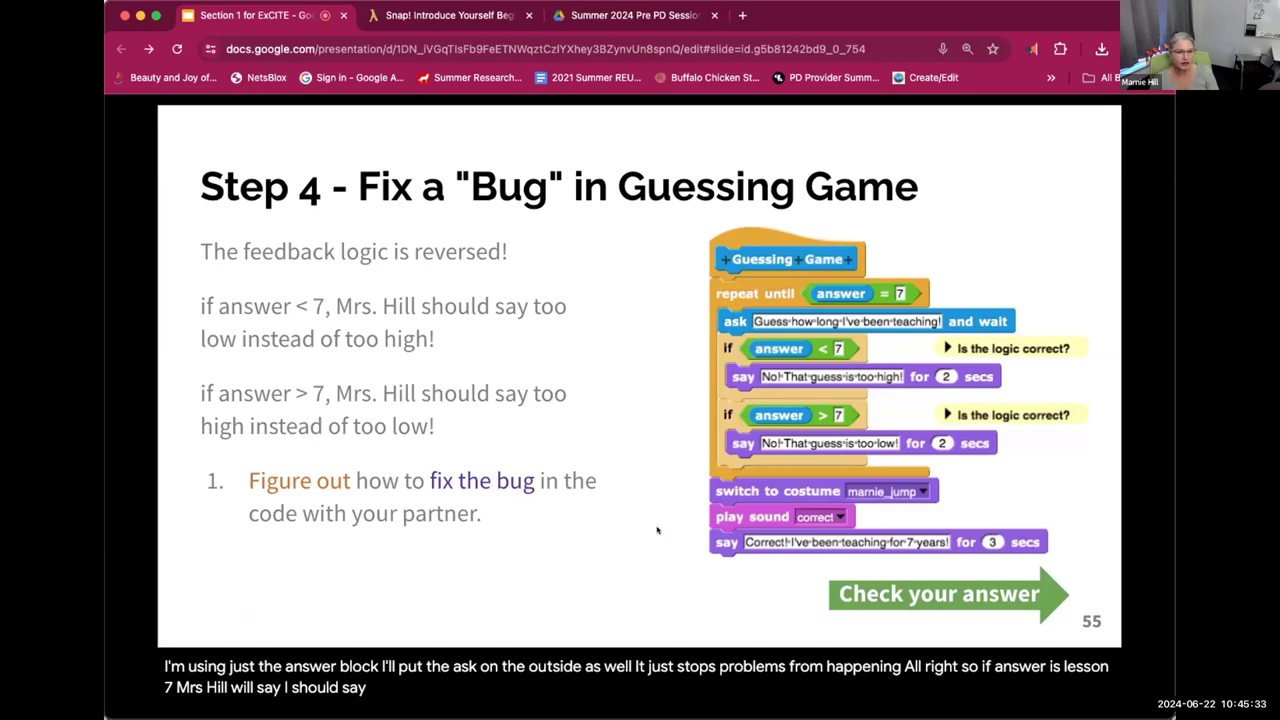 Section 1 for ExCITE - Goo
Snap! Introduce Yourself Beg
Summer 2024 Pre PD Sessio
docs.google.com/presentation/d/1DN_iVGqTIsFb9FeETNWqztCzIYXhey3BZynvUn8spnQ/edit#slide=id.g5b81242bd9_0_754
Beauty and Joy of...
NetsBlox
Sign in - Google A...
Summer Research...
2021 Summer REU...
Buffalo Chicken St...
PD Provider Summ...
Create/Edit
»
All B
Marnie Hill
Step 4 - Fix a "Bug" in Guessing Game
The feedback logic is reversed!
if answer < 7, Mrs. Hill should say too
low instead of too high!
if answer > 7, Mrs. Hill should say too
high instead of too low!
1. Figure out how to fix the bug in the
code with your partner.
+Guessing+Game+
repeat until answer = 7
ask Guess how long I've been teaching! and wait
if answer < 7
Is the logic correct?
say No! That guess is too high! for 2 secs
if answer > 7
Is the logic correct?
say No! That guess is too low! for 2 secs
switch to costume marnie_jump
play sound correct
say Correct! I've been teaching for 7 years! for 3 secs
Check your answer
55
I'm using just the answer block I'll put the ask on the outside as well It just stops problems from happening All right so if answer is lesson
7 Mrs Hill will say I should say
2024-06-22 10:45:33